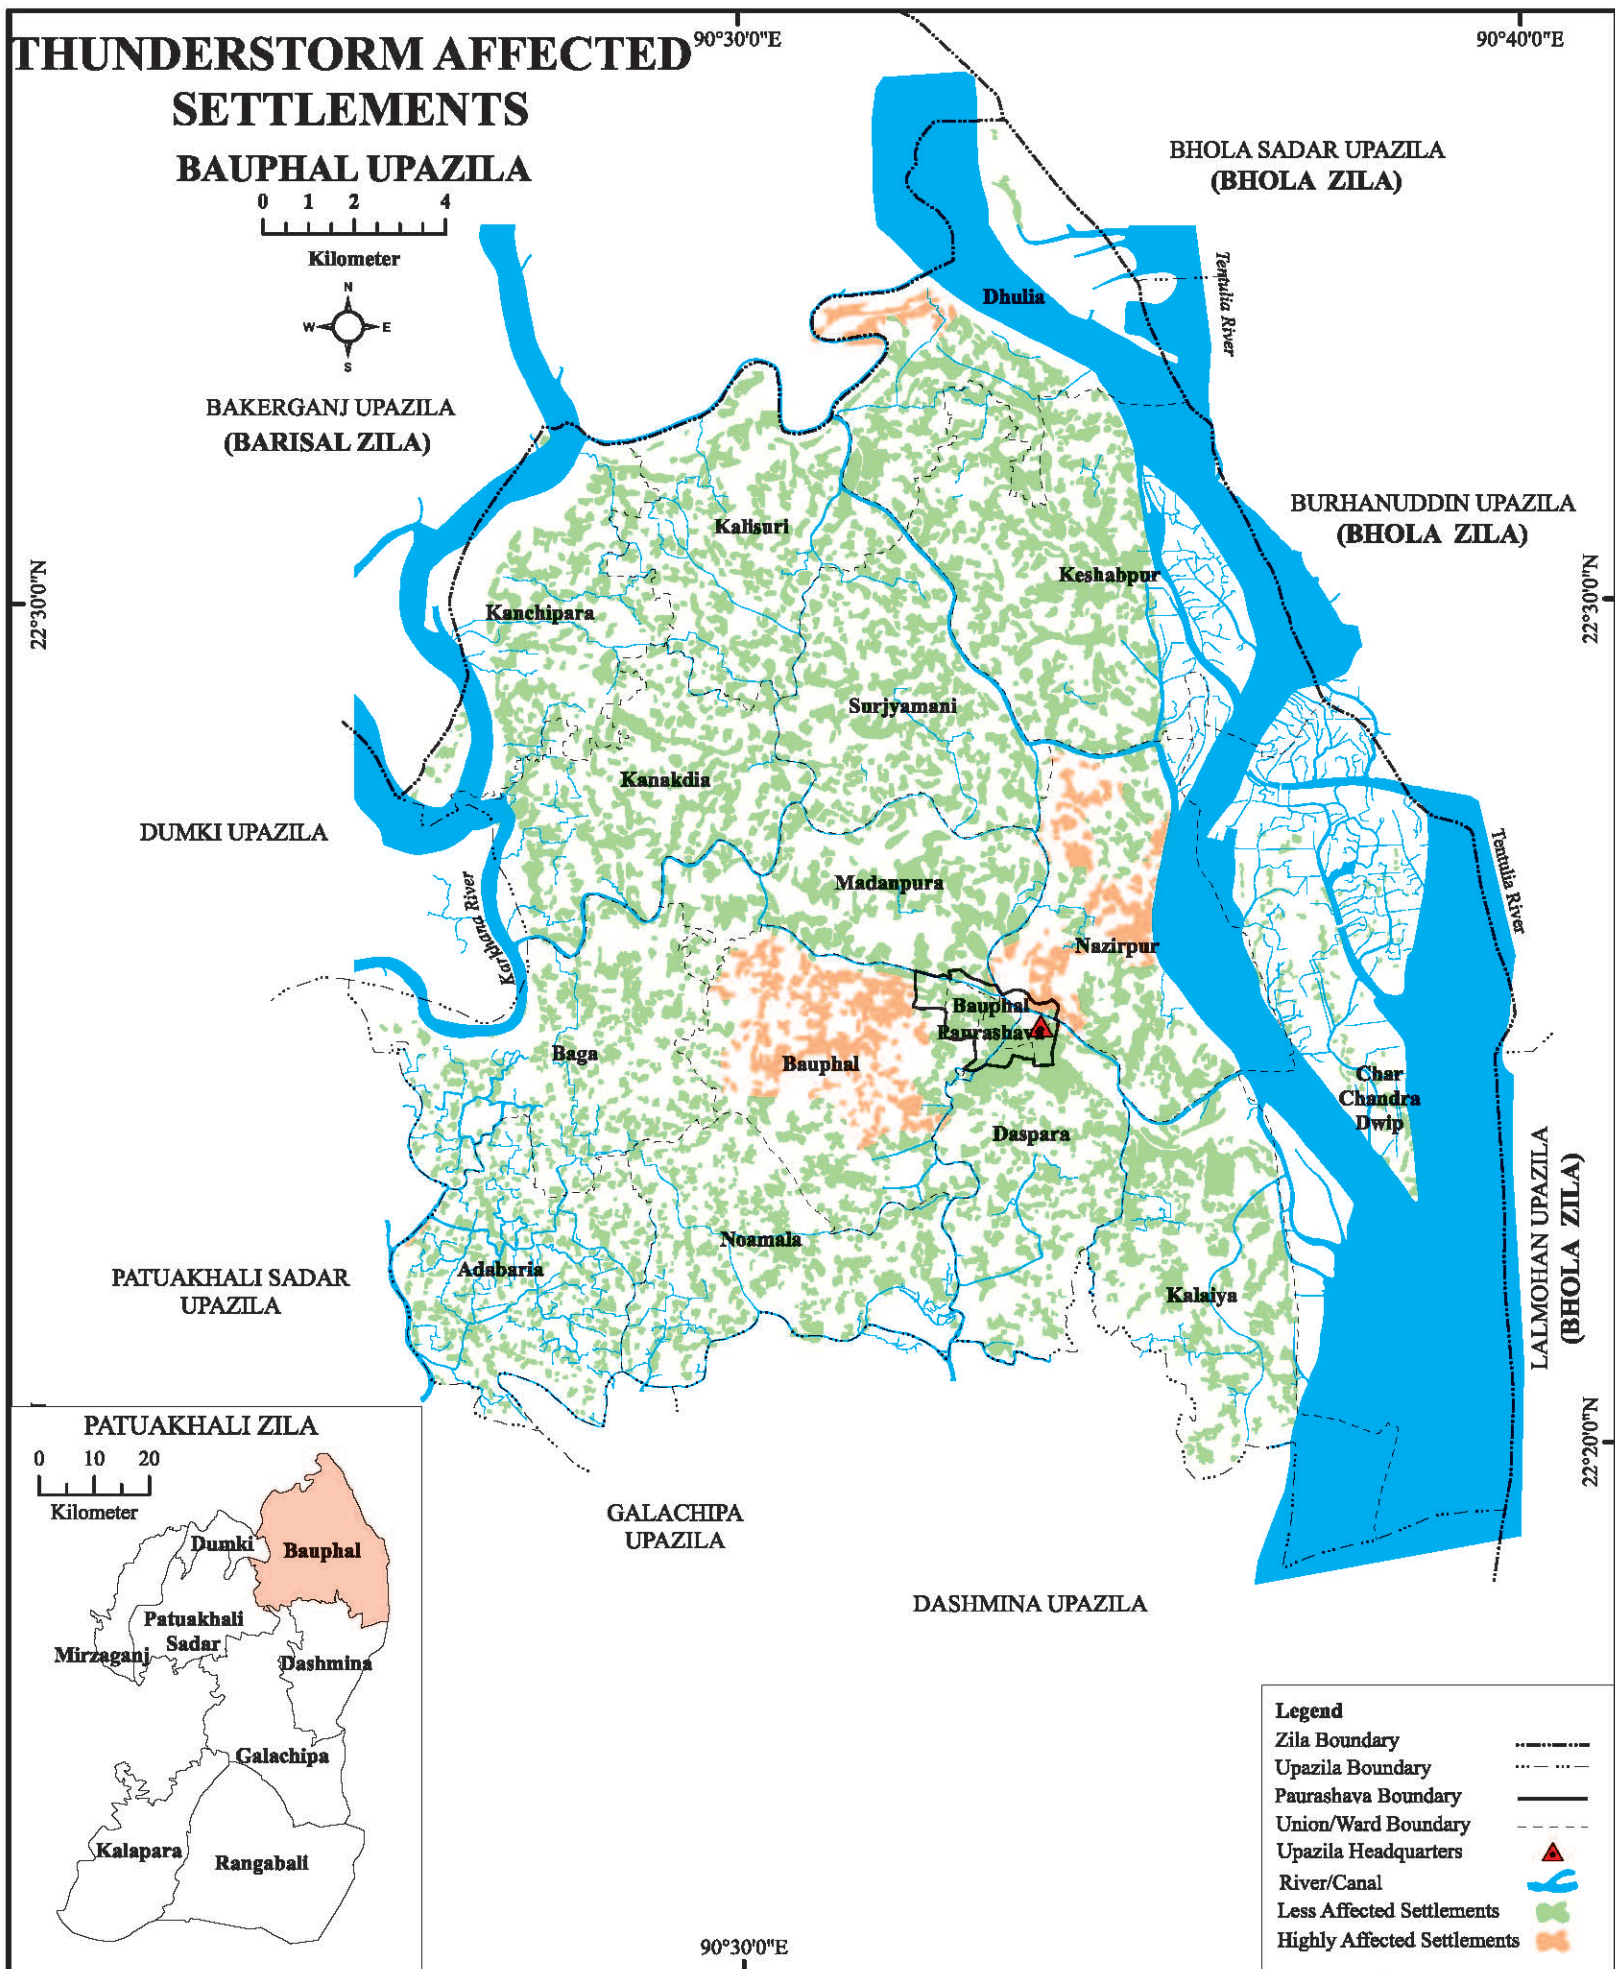 THUNDERSTORM AFFECTED
SETTLEMENTS
BAUPHAL UPAZILA
0 1 2 4
Kilometer
N
W E
S
90°30'0"E
90°40'0"E
BHOLA SADAR UPAZILA
(BHOLA ZILA)
Tentulia River
Dhulia
BAKERGANJ UPAZILA
(BARISAL ZILA)
BURHANUDDIN UPAZILA
(BHOLA ZILA)
Kalisuri
Keshabpur
22°30'0"N
22°30'0"N
Kanchipara
Surjyamani
Kanakdia
DUMKI UPAZILA
Tentulia River
Madanpura
Karkhana River
Nazirpur
Bauphal
Paurashava
Baga
Bauphal
Char
Chandra
Dwip
Daspara
LALMOHAN UPAZILA
(BHOLA ZILA)
Noamala
Adabaria
PATUAKHALI SADAR
UPAZILA
Kalaiya
22°20'0"N
GALACHIPA
UPAZILA
DASHMINA UPAZILA
PATUAKHALI ZILA
0 10 20
Kilometer
Dumki
Bauphal
Patuakhali
Sadar
Mirzaganj
Dashmina
Galachipa
Kalapara
Rangabali
90°30'0"E
Legend
Zila Boundary
Upazila Boundary
Paurashava Boundary
Union/Ward Boundary
Upazila Headquarters
River/Canal
Less Affected Settlements
Highly Affected Settlements